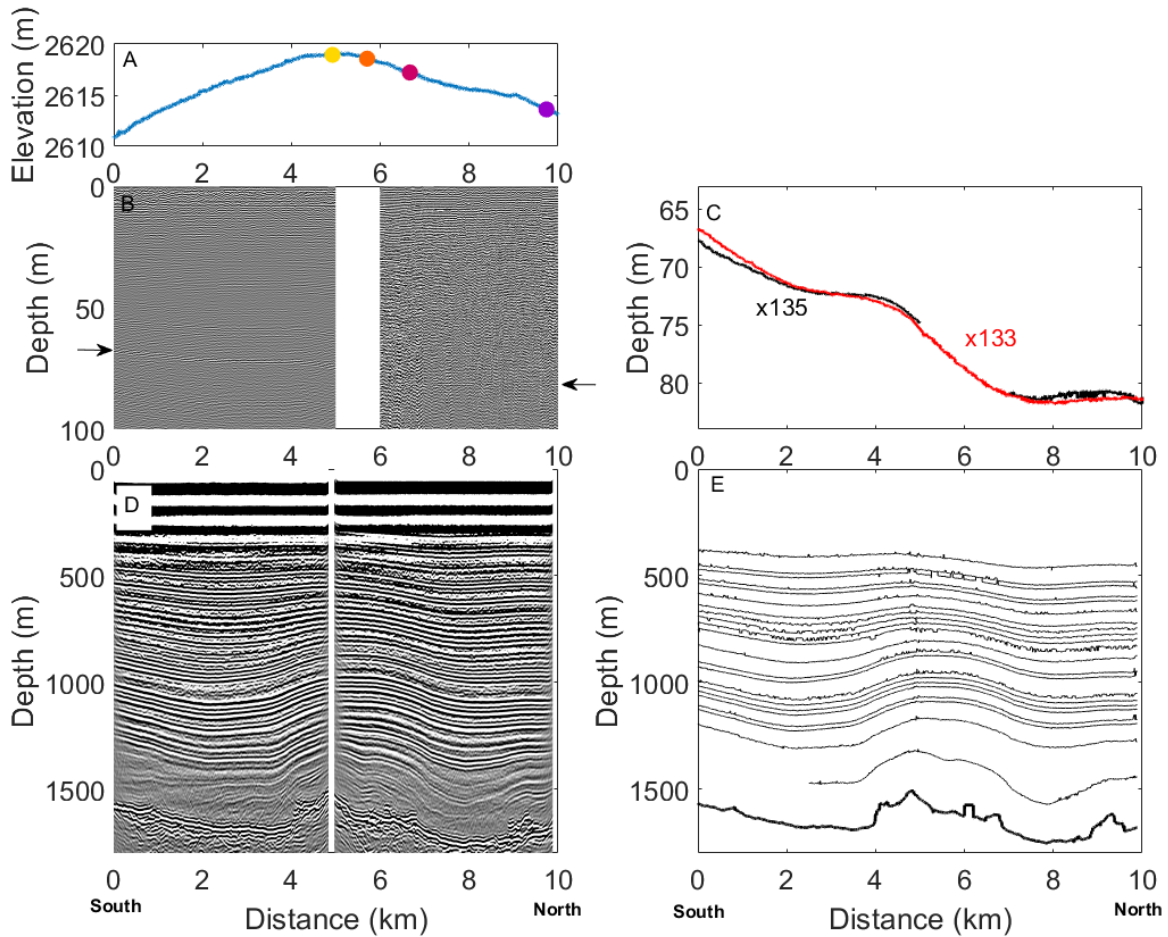 A
Elevation (m)
2620
2615
2610
0 2 4 6 8 10
B
Depth (m)
0
50
100
0 2 4 6 8 10
C
Depth (m)
65
70
75
80
x135
x133
0 2 4 6 8 10
D
Depth (m)
0
500
1000
1500
0 2 4 6 8 10
South
Distance (km)
North
E
Depth (m)
0
500
1000
1500
0 2 4 6 8 10
South
Distance (km)
North